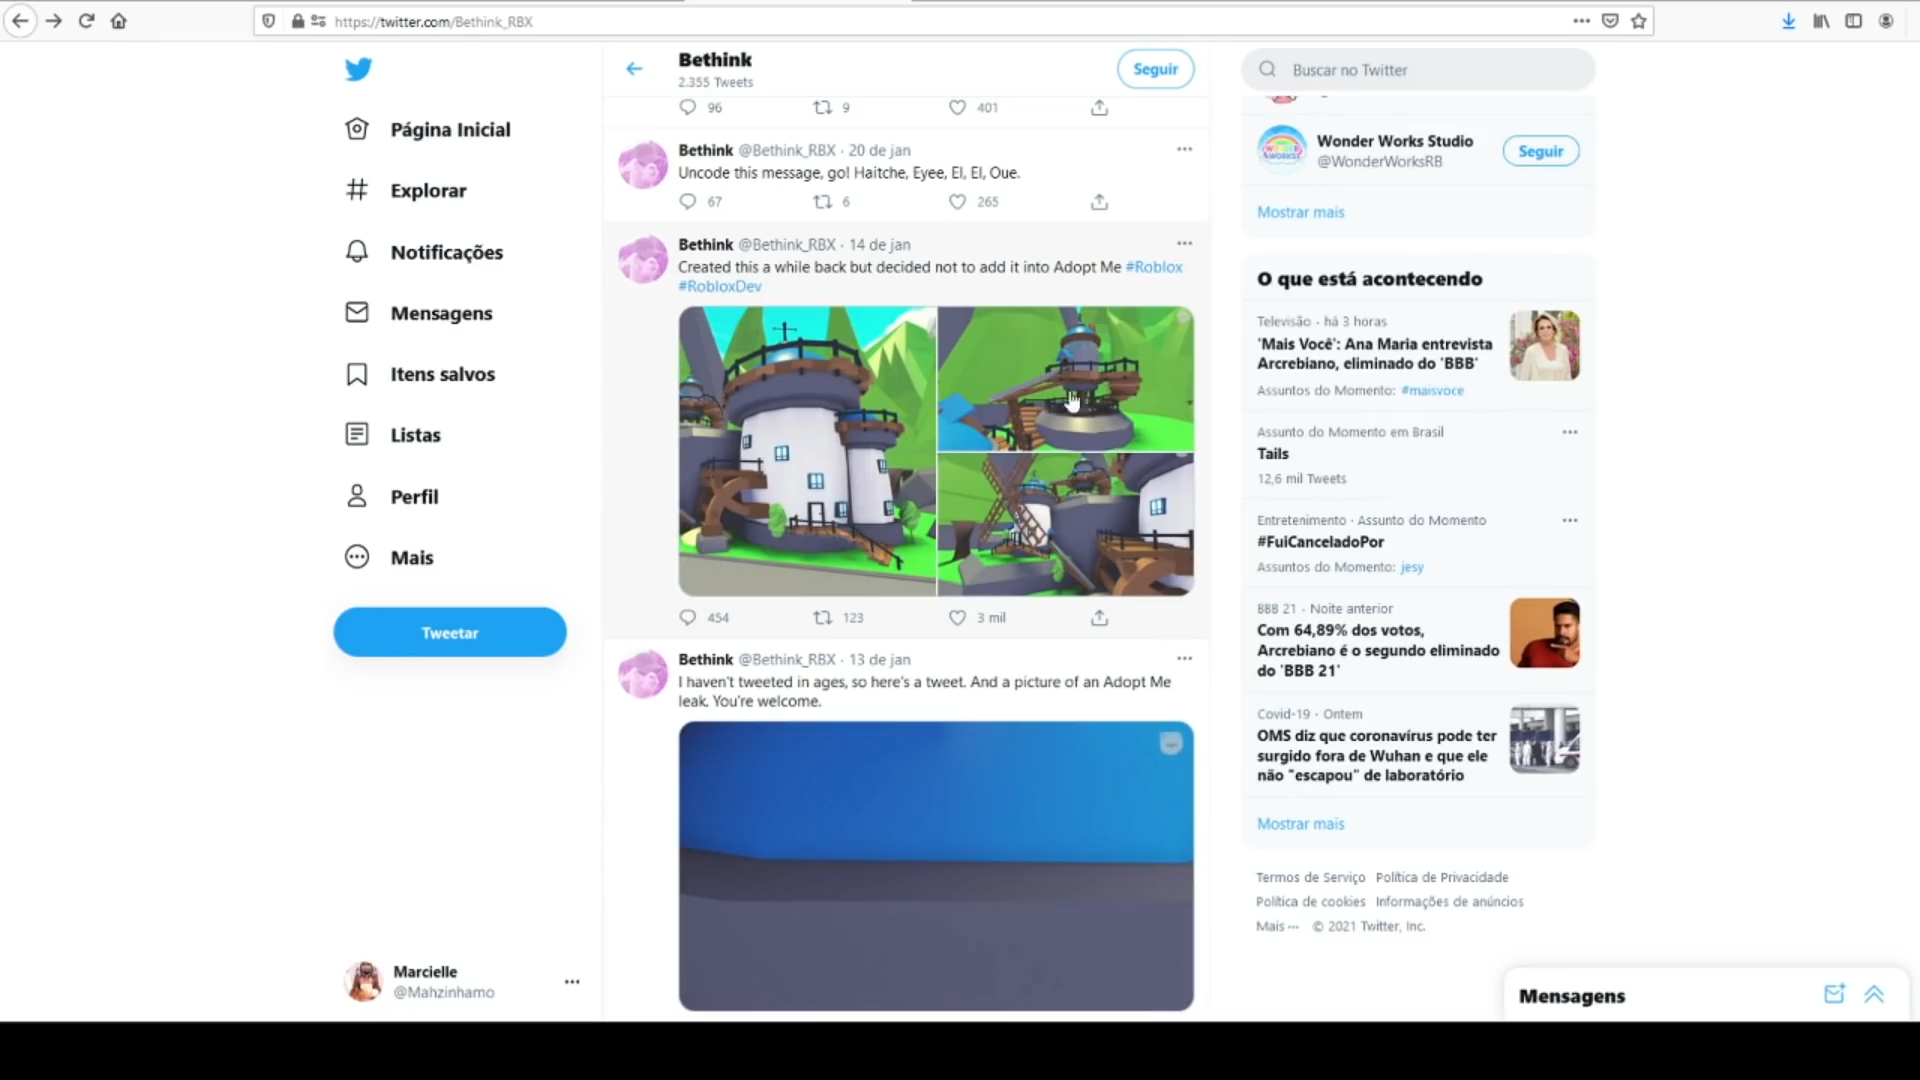 https://twitter.com/Bethink_RBX
Página Inicial
Explorar
Notificações
Mensagens
Itens salvos
Listas
Perfil
Mais
Tweetar
Marcielle
@Mahzinhamo
Bethink
2.355 Tweets
Seguir
96 9 401
Bethink @Bethink_RBX · 20 de jan
Uncode this message, go! Haitche, Eyee, El, El, Oue.
67 6 265
Bethink @Bethink_RBX · 14 de jan
Created this a while back but decided not to add it into Adopt Me #Roblox
#RobloxDev
454 123 3 mil
Bethink @Bethink_RBX · 13 de jan
I haven't tweeted in ages, so here's a tweet. And a picture of an Adopt Me
leak. You're welcome.
Buscar no Twitter
Wonder Works Studio
@WonderWorksRB
Seguir
Mostrar mais
O que está acontecendo
Televisão · há 3 horas
'Mais Você': Ana Maria entrevista
Arcrebiano, eliminado do 'BBB'
Assuntos do Momento: #maisvoce
Assunto do Momento em Brasil
Tails
12,6 mil Tweets
Entretenimento · Assunto do Momento
#FuiCanceladoPor
Assuntos do Momento: jesy
BBB 21 · Noite anterior
Com 64,89% dos votos,
Arcrebiano é o segundo eliminado
do 'BBB 21'
Covid-19 · Ontem
OMS diz que coronavírus pode ter
surgido fora de Wuhan e que ele
não "escapou" de laboratório
Mostrar mais
Termos de Serviço Política de Privacidade
Política de cookies Informações de anúncios
Mais ··· © 2021 Twitter, Inc.
Mensagens